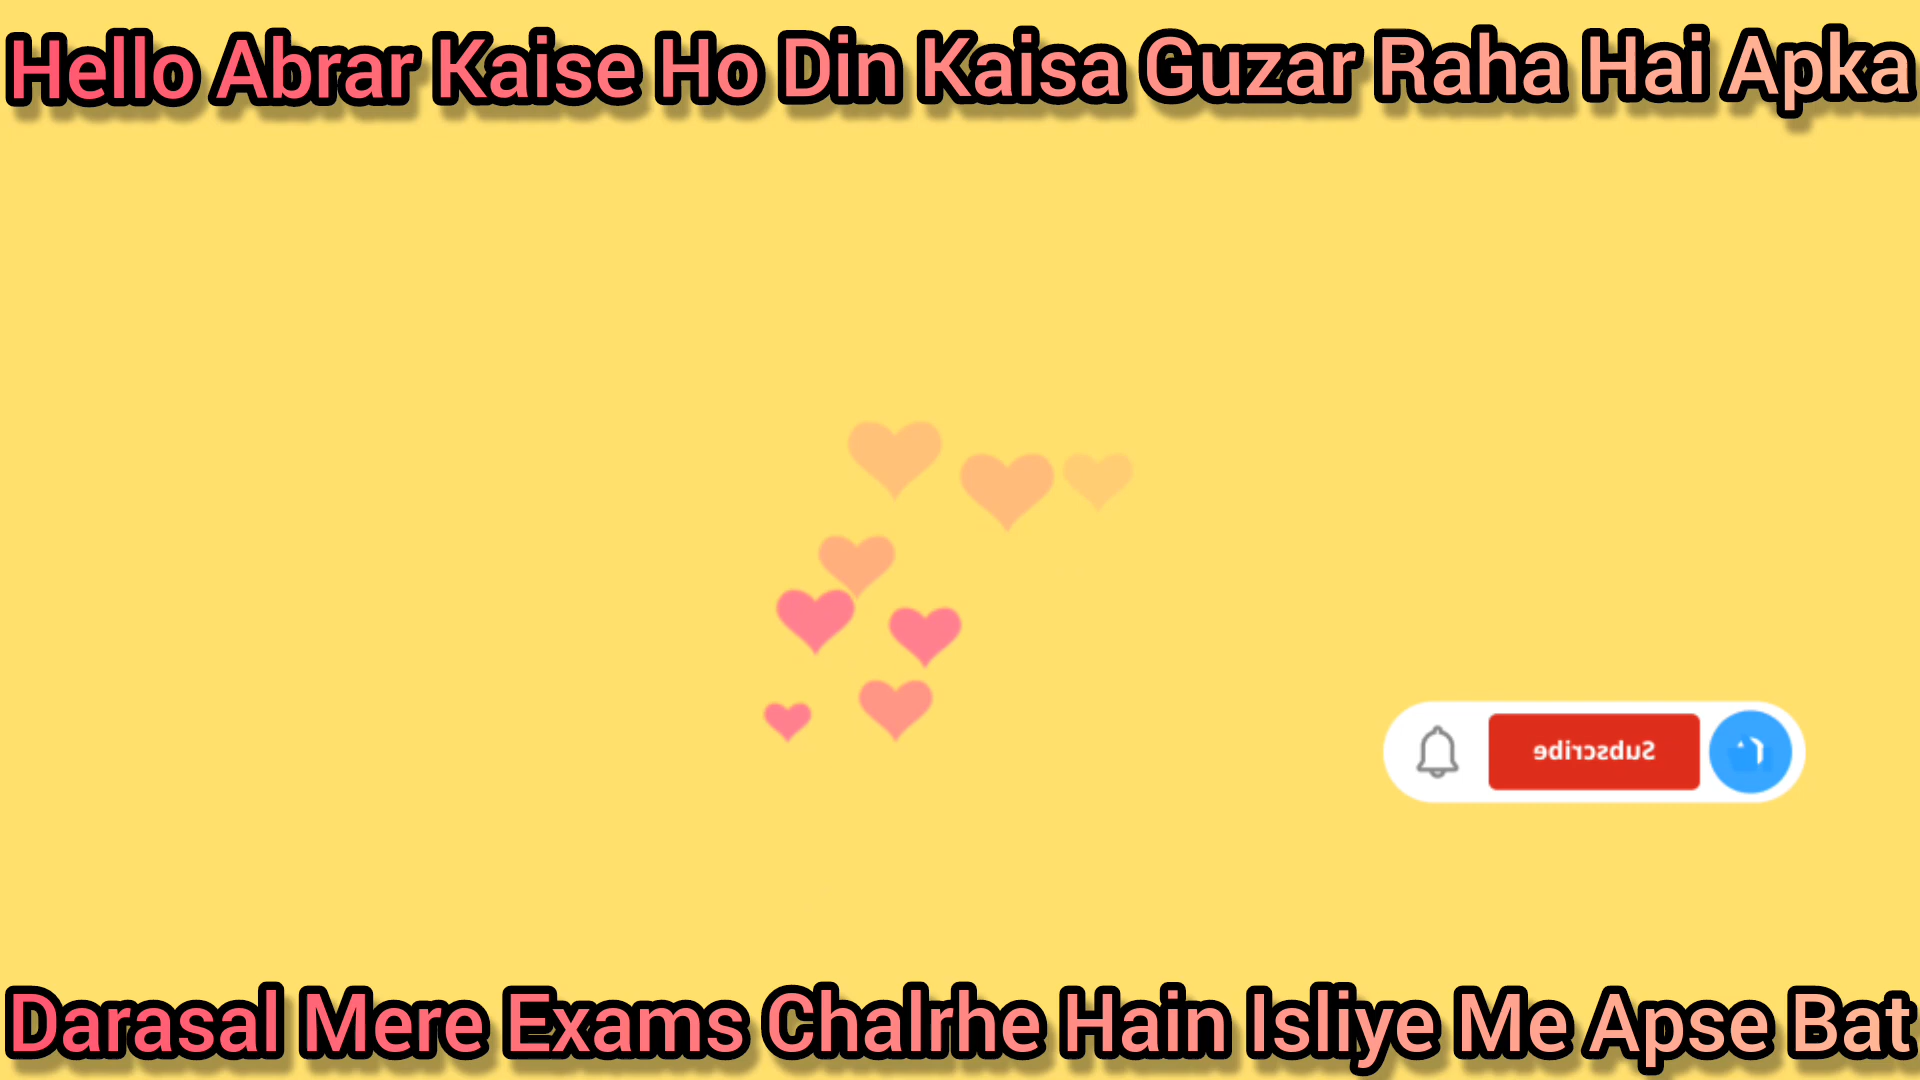 Hello Abrar Kaise Ho Din Kaisa Guzar Raha Hai Apka
Subscribe
Darasal Mere Exams Chalrhe Hain Isliye Me Apse Bat